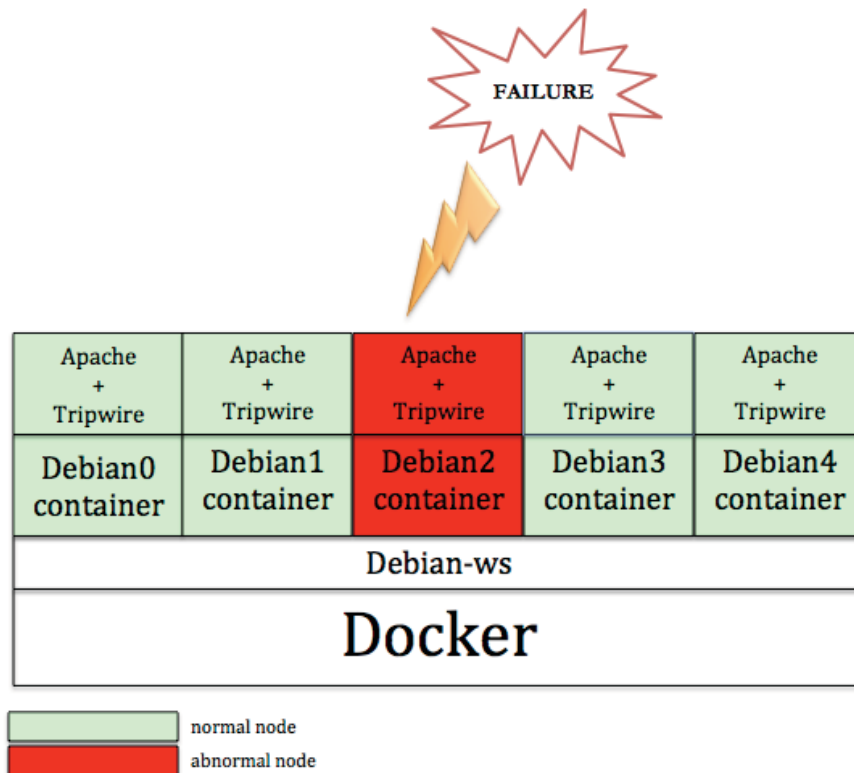 FAILURE
Apache
+
Tripwire
Apache
+
Tripwire
Apache
+
Tripwire
Apache
+
Tripwire
Apache
+
Tripwire
Debian0
container
Debian1
container
Debian2
container
Debian3
container
Debian4
container
Debian-ws
Docker
normal node
abnormal node